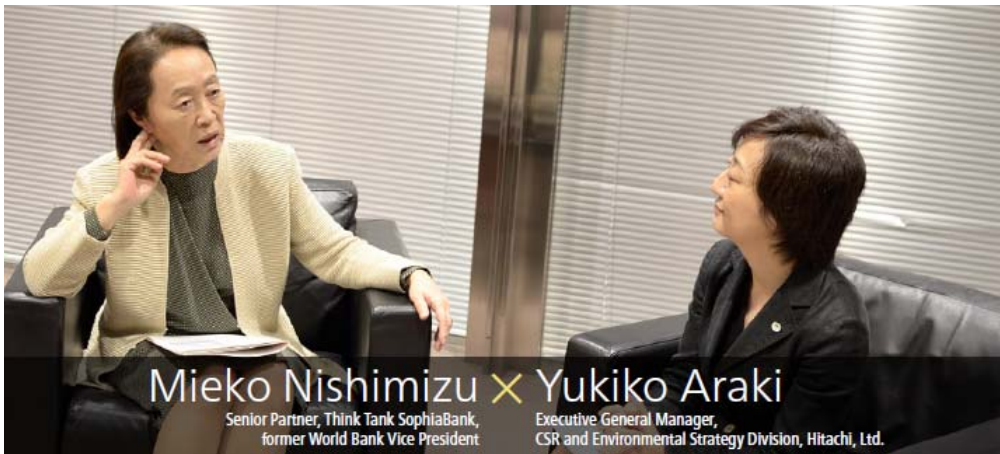 Mieko Nishimizu × Yukiko Araki
Senior Partner, Think Tank SophiaBank,
former World Bank Vice President
Executive General Manager,
CSR and Environmental Strategy Division, Hitachi, Ltd.